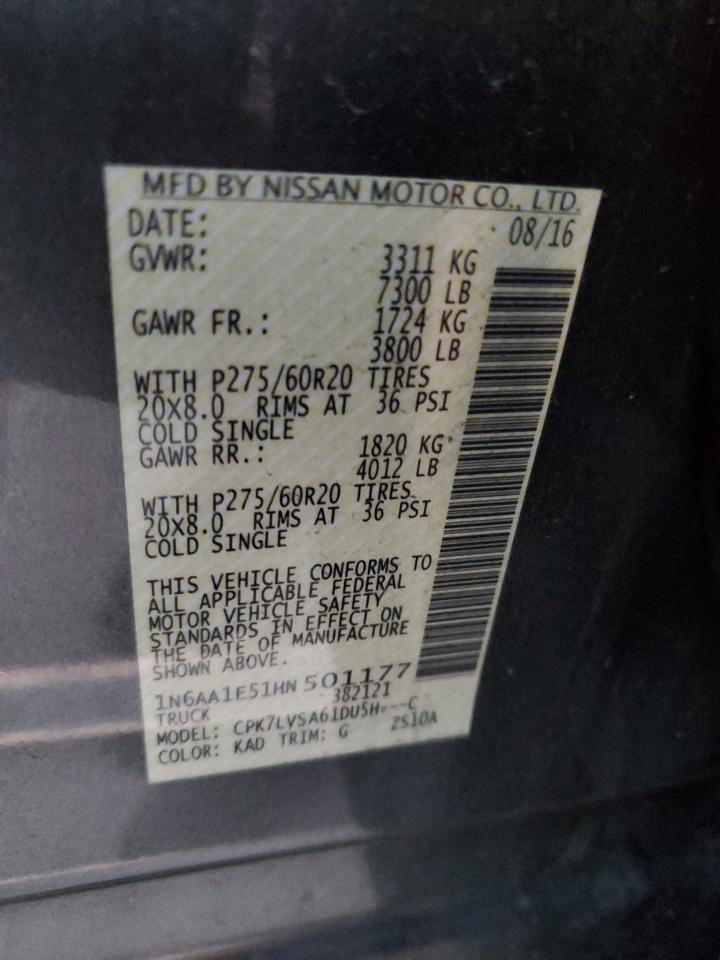 MFD BY NISSAN MOTOR CO., LTD.
DATE: 08/16
GVWR: 3311 KG
7300 LB
GAWR FR.: 1724 KG
3800 LB
WITH P275/60R20 TIRES
20X8.0 RIMS AT 36 PSI
COLD SINGLE
GAWR RR.: 1820 KG
4012 LB
WITH P275/60R20 TIRES
20X8.0 RIMS AT 36 PSI
COLD SINGLE
THIS VEHICLE CONFORMS TO
ALL APPLICABLE FEDERAL
MOTOR VEHICLE SAFETY
STANDARDS IN EFFECT ON
THE DATE OF MANUFACTURE
SHOWN ABOVE.
1N6AA1E51HN501177
TRUCK 382121
MODEL: CPK7LVSA61DU5H---C
COLOR: KAD TRIM: G ZS10A